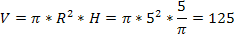 V = π * R² * H = π * 5² * 5/π = 125